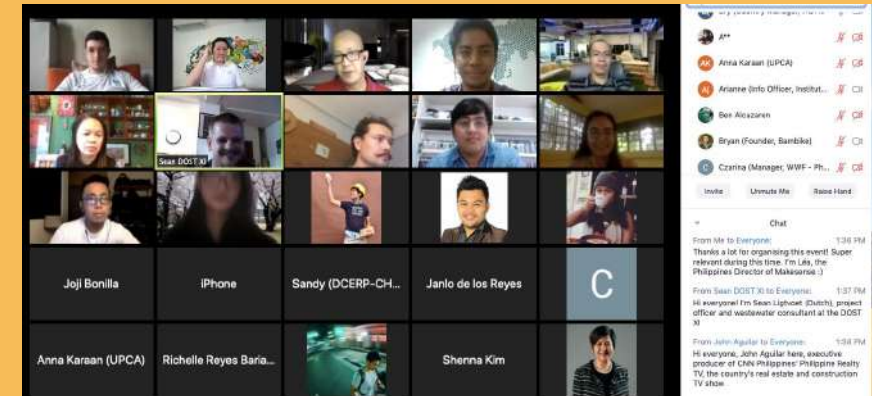 Sean DOST XI
Joji Bonilla
iPhone
Sandy (DCERP-CH...
Janlo de los Reyes
C
Anna Karaan (UPCA)
Richelle Reyes Baria...
Shenna Kim
A**
AK
Anna Karaan (UPCA)
AJ
Arianne (Info Officer, Institut...
Ben Alcazaren
Bryan (Founder, Bambike)
C
Czarina (Manager, WWF - Ph...
Invite
Unmute Me
Raise Hand
Chat
From Me to Everyone:
1:36 PM
Thanks a lot for organising this event! Super
relevant during this time. I'm Léa, the
Philippines Director of Makesense :)
From Sean DOST XI to Everyone:
1:37 PM
Hi everyone! I'm Sean Ligtvoet (Dutch), project
officer and wastewater consultant at the DOST
XI
From John Aguilar to Everyone:
1:38 PM
Hi everyone, John Aguilar here, executive
producer of CNN Philippines' Philippine Realty
TV, the country's real estate and construction
TV show